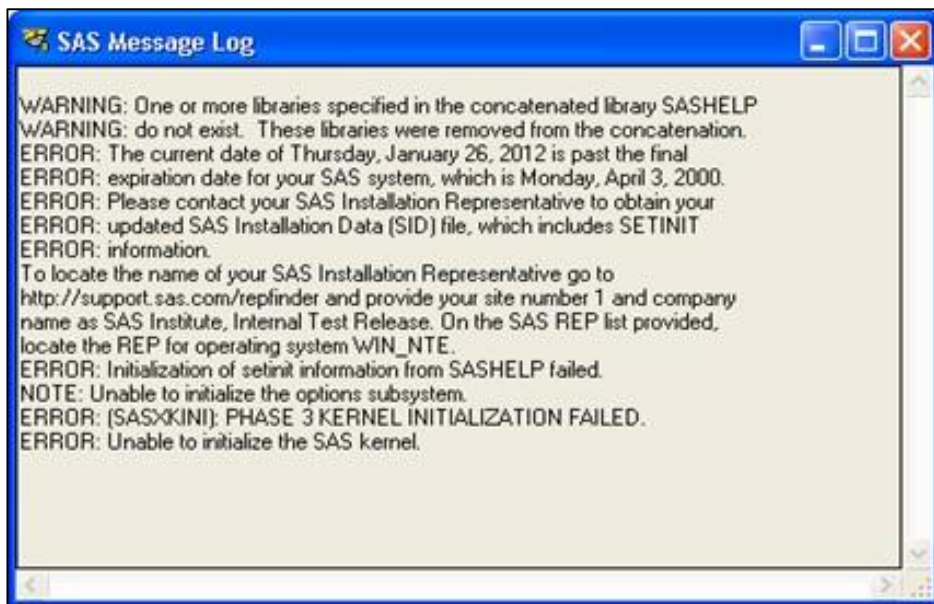 SAS Message Log
WARNING: One or more libraries specified in the concatenated library SASHELP
WARNING: do not exist.  These libraries were removed from the concatenation.
ERROR: The current date of Thursday, January 26, 2012 is past the final
ERROR: expiration date for your SAS system, which is Monday, April 3, 2000.
ERROR: Please contact your SAS Installation Representative to obtain your
ERROR: updated SAS Installation Data (SID) file, which includes SETINIT
ERROR: information.
To locate the name of your SAS Installation Representative go to
http://support.sas.com/repfinder and provide your site number 1 and company
name as SAS Institute, Internal Test Release. On the SAS REP list provided,
locate the REP for operating system WIN_NTE.
ERROR: Initialization of setinit information from SASHELP failed.
NOTE: Unable to initialize the options subsystem.
ERROR: (SASXKINI): PHASE 3 KERNEL INITIALIZATION FAILED.
ERROR: Unable to initialize the SAS kernel.